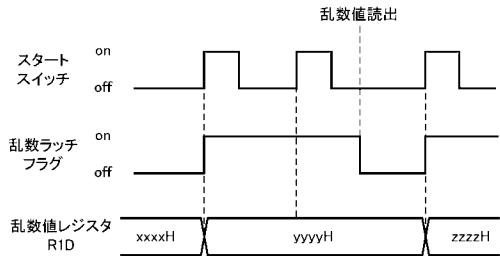 乱数値読出
スタート
スイッチ
on
off
乱数ラッチ
フラグ
on
off
乱数値レジスタ
R1D
xxxxH
yyyyH
zzzzH